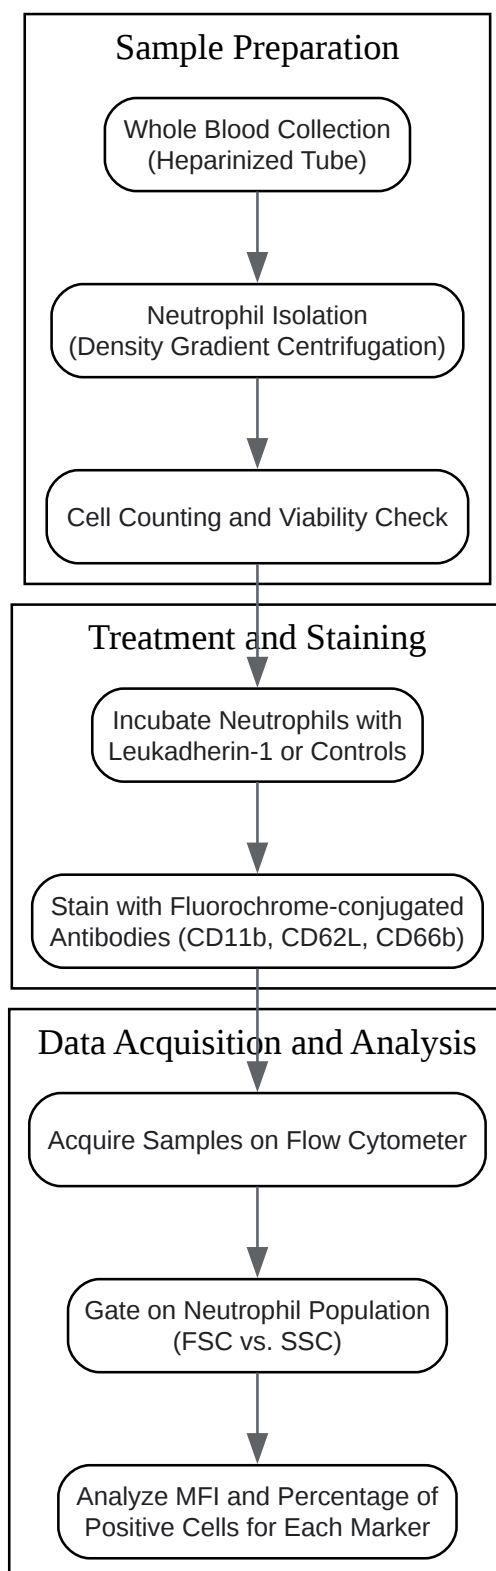 Sample Preparation
Whole Blood Collection
(Heparinized Tube)
Neutrophil Isolation
(Density Gradient Centrifugation)
Cell Counting and Viability Check
Treatment and Staining
Incubate Neutrophils with
Leukadherin-1 or Controls
Stain with Fluorochrome-conjugated
Antibodies (CD11b, CD62L, CD66b)
Data Acquisition and Analysis
Acquire Samples on Flow Cytometer
Gate on Neutrophil Population
(FSC vs. SSC)
Analyze MFI and Percentage of
Positive Cells for Each Marker